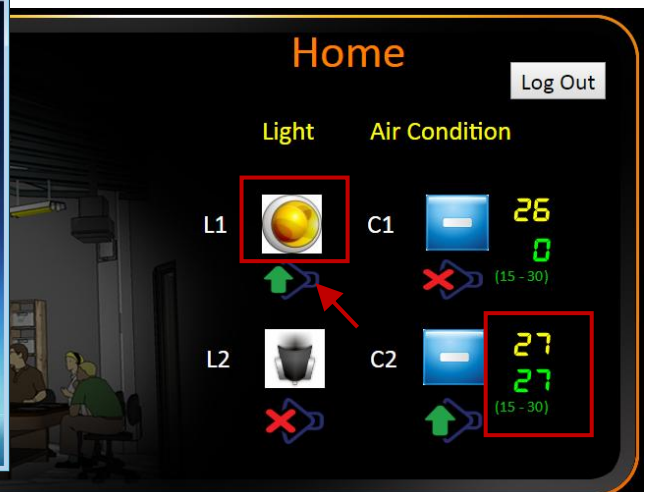 Home
Log Out
Light Air Condition
L1 C1 26
0
(15 - 30)
L2 C2 27
27
(15 - 30)